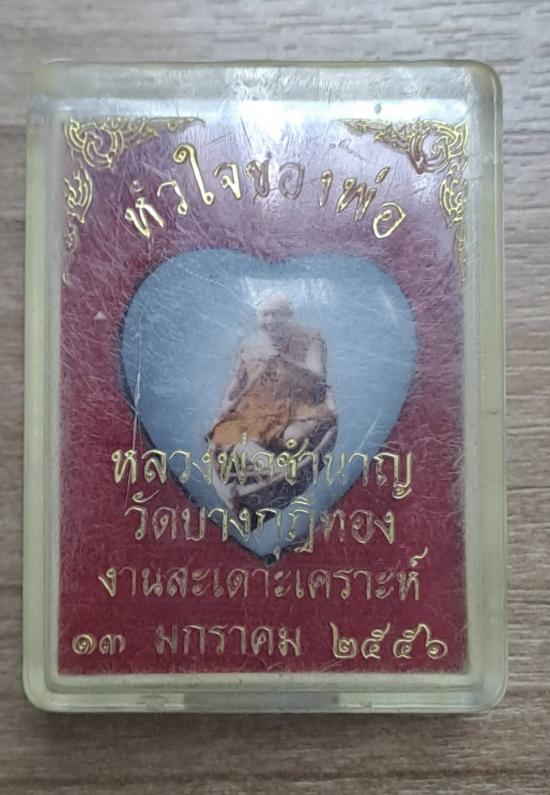 หัวใจของพ่อ
หลวงพ่อชำนาญ
วัดบางกุฎีทอง
งานสะเดาะเคราะห์
๑๓ มกราคม ๒๕๕๖